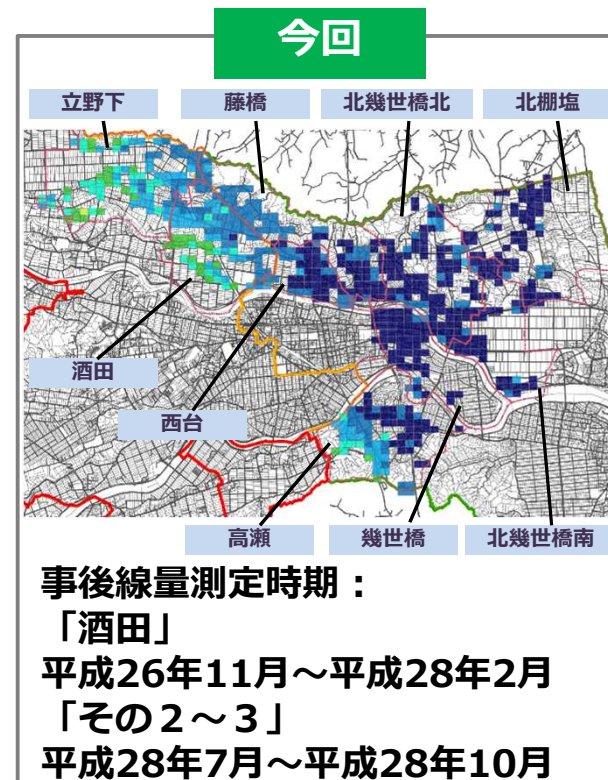 今回
立野下
藤橋
北幾世橋北
北棚塩
酒田
西台
高瀬
幾世橋
北幾世橋南
事後線量測定時期：
「酒田」
平成26年11月～平成28年2月
「その２～３」
平成28年7月～平成28年10月